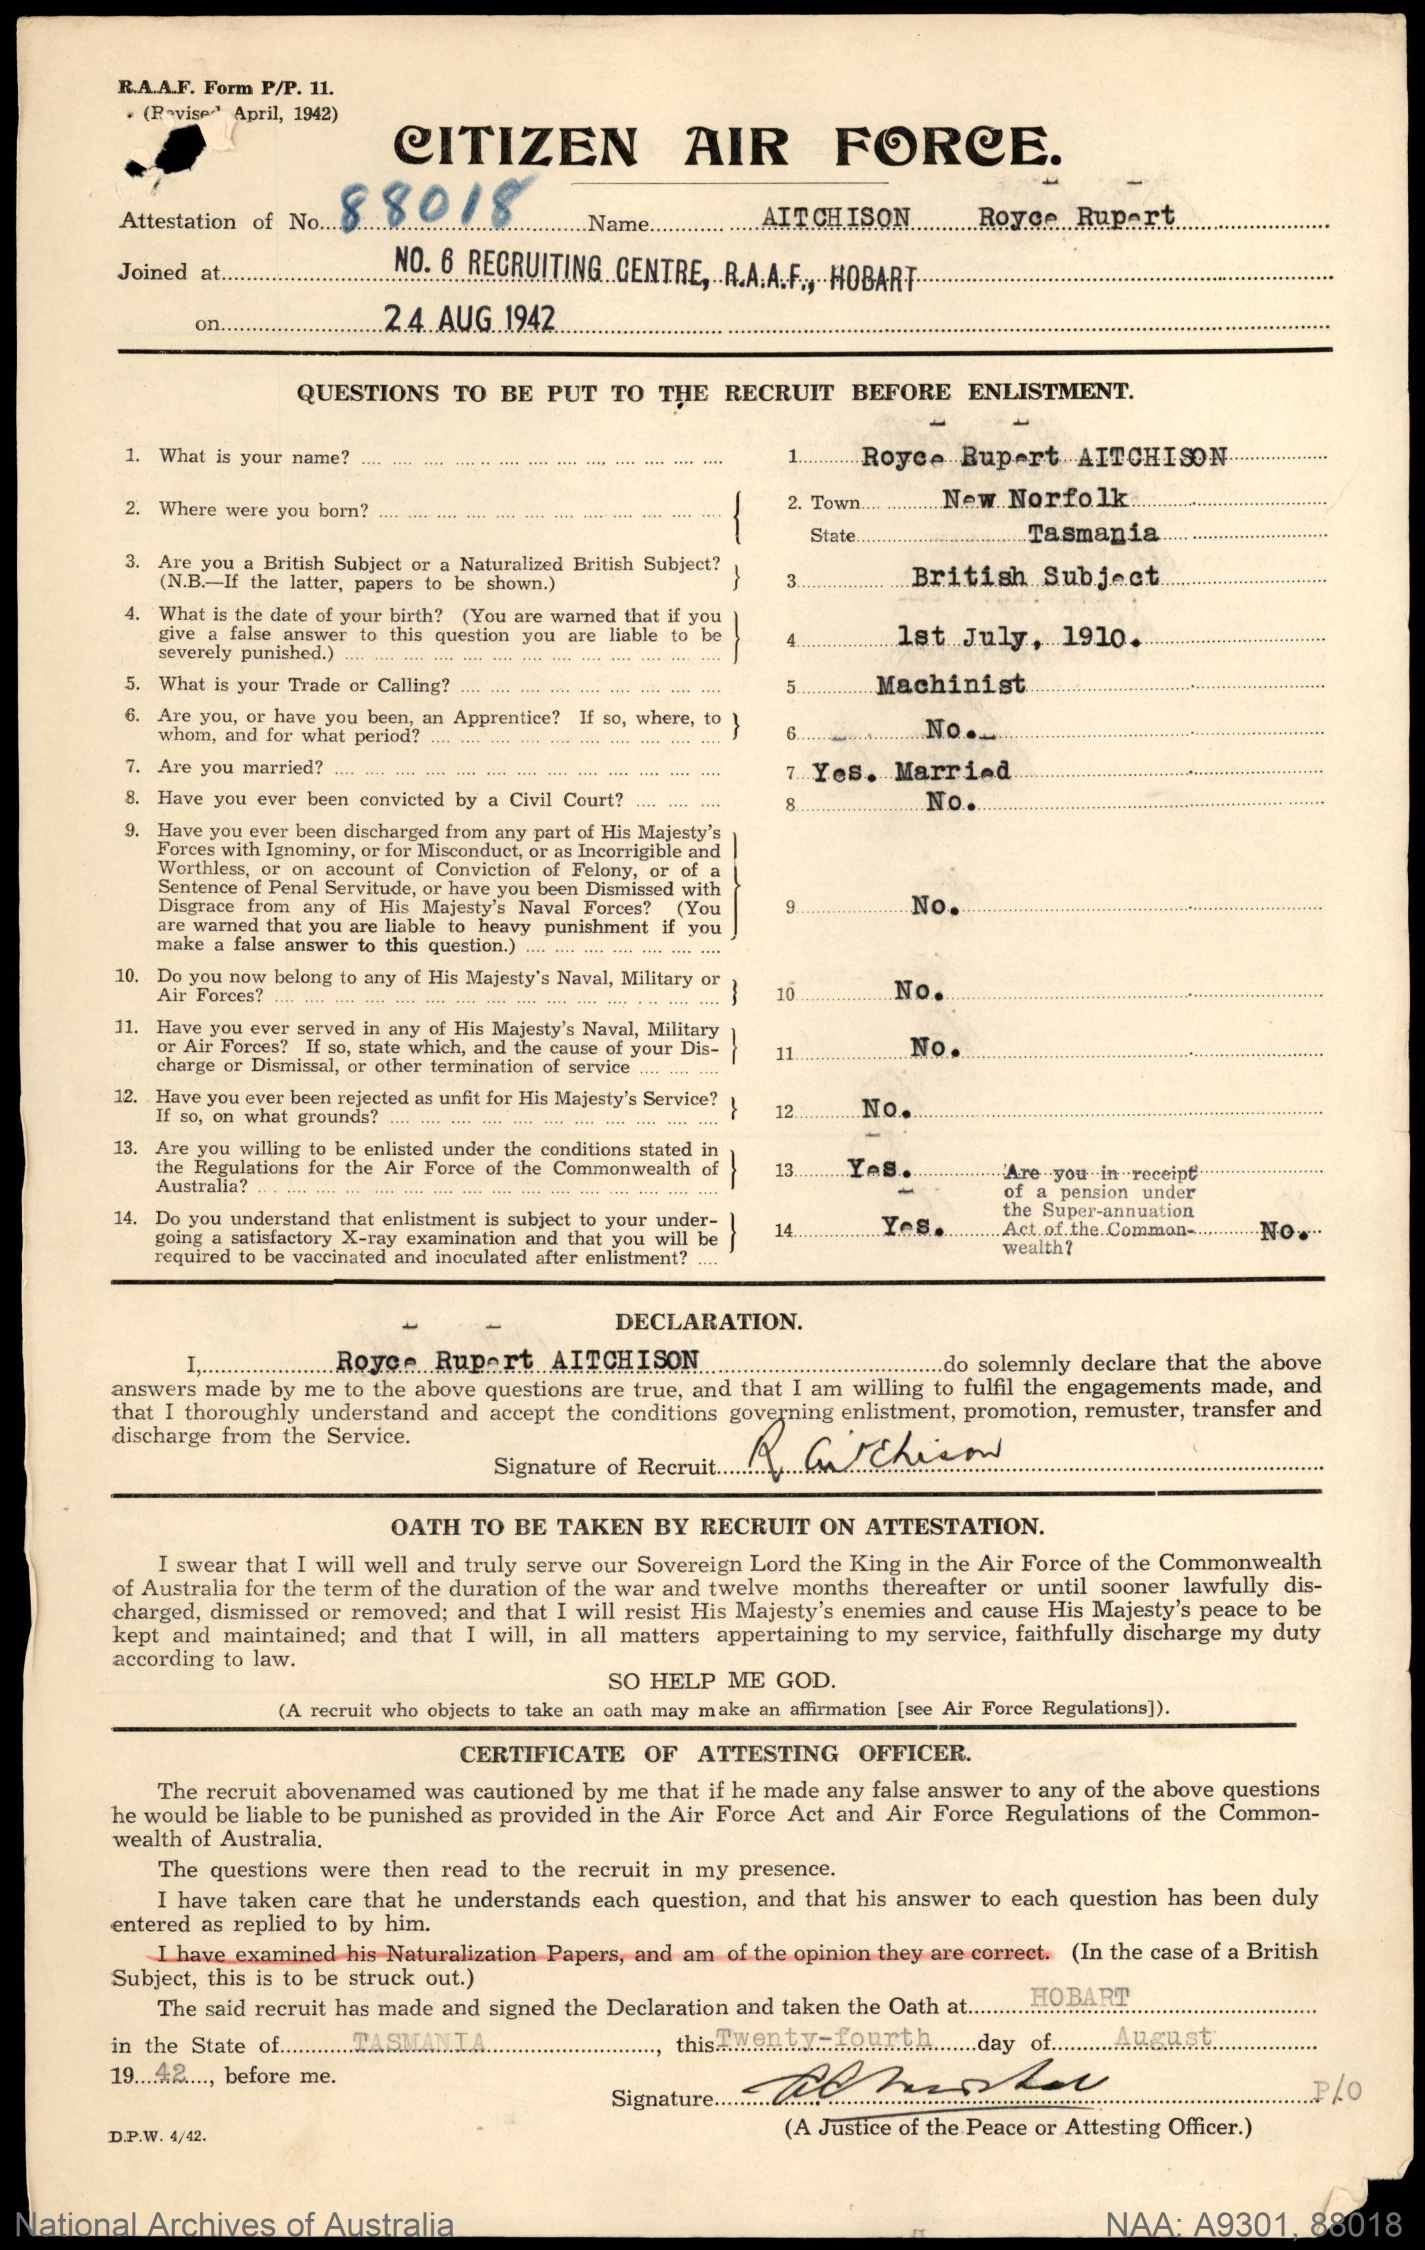 R.A.A.F. Form P/P. 11.
(Revised April, 1942)
CITIZEN AIR FORCE.
Attestation of No. 88018 Name AITCHISON Royce Rupert
Joined at NO. 6 RECRUITING CENTRE, R.A.A.F., HOBART
on 24 AUG 1942
QUESTIONS TO BE PUT TO THE RECRUIT BEFORE ENLISTMENT.
1. What is your name? 1 Royce Rupert AITCHISON
2. Where were you born? 2. Town New Norfolk
State Tasmania
3. Are you a British Subject or a Naturalized British Subject?
(N.B.—If the latter, papers to be shown.) 3 British Subject
4. What is the date of your birth? (You are warned that if you
give a false answer to this question you are liable to be
severely punished.) 4 1st July, 1910.
5. What is your Trade or Calling? 5 Machinist
6. Are you, or have you been, an Apprentice? If so, where, to
whom, and for what period? 6 No.
7. Are you married? 7 Yes. Married
8. Have you ever been convicted by a Civil Court? 8 No.
9. Have you ever been discharged from any part of His Majesty's
Forces with Ignominy, or for Misconduct, or as Incorrigible and
Worthless, or on account of Conviction of Felony, or of a
Sentence of Penal Servitude, or have you been Dismissed with
Disgrace from any of His Majesty's Naval Forces? (You
are warned that you are liable to heavy punishment if you
make a false answer to this question.) 9 No.
10. Do you now belong to any of His Majesty's Naval, Military or
Air Forces? 10 No.
11. Have you ever served in any of His Majesty's Naval, Military
or Air Forces? If so, state which, and the cause of your Dis-
charge or Dismissal, or other termination of service 11 No.
12. Have you ever been rejected as unfit for His Majesty's Service?
If so, on what grounds? 12 No.
13. Are you willing to be enlisted under the conditions stated in
the Regulations for the Air Force of the Commonwealth of
Australia? 13 Yes.
14. Do you understand that enlistment is subject to your under-
going a satisfactory X-ray examination and that you will be
required to be vaccinated and inoculated after enlistment? 14 Yes.
Are you in receipt
of a pension under
the Super-annuation
Act of the Common-
wealth? No.
DECLARATION.
I, Royce Rupert AITCHISON do solemnly declare that the above
answers made by me to the above questions are true, and that I am willing to fulfil the engagements made, and
that I thoroughly understand and accept the conditions governing enlistment, promotion, remuster, transfer and
discharge from the Service.
Signature of Recruit R Aitchison
OATH TO BE TAKEN BY RECRUIT ON ATTESTATION.
I swear that I will well and truly serve our Sovereign Lord the King in the Air Force of the Commonwealth
of Australia for the term of the duration of the war and twelve months thereafter or until sooner lawfully dis-
charged, dismissed or removed; and that I will resist His Majesty's enemies and cause His Majesty's peace to be
kept and maintained; and that I will, in all matters appertaining to my service, faithfully discharge my duty
according to law.
SO HELP ME GOD.
(A recruit who objects to take an oath may make an affirmation [see Air Force Regulations]).
CERTIFICATE OF ATTESTING OFFICER.
The recruit abovenamed was cautioned by me that if he made any false answer to any of the above questions
he would be liable to be punished as provided in the Air Force Act and Air Force Regulations of the Common-
wealth of Australia.
The questions were then read to the recruit in my presence.
I have taken care that he understands each question, and that his answer to each question has been duly
entered as replied to by him.
I have examined his Naturalization Papers, and am of the opinion they are correct. (In the case of a British
Subject, this is to be struck out.)
The said recruit has made and signed the Declaration and taken the Oath at HOBART
in the State of TASMANIA, this Twenty-fourth day of August
19 42, before me.
Signature P/O
(A Justice of the Peace or Attesting Officer.)
D.P.W. 4/42.
National Archives of Australia NAA: A9301, 88018